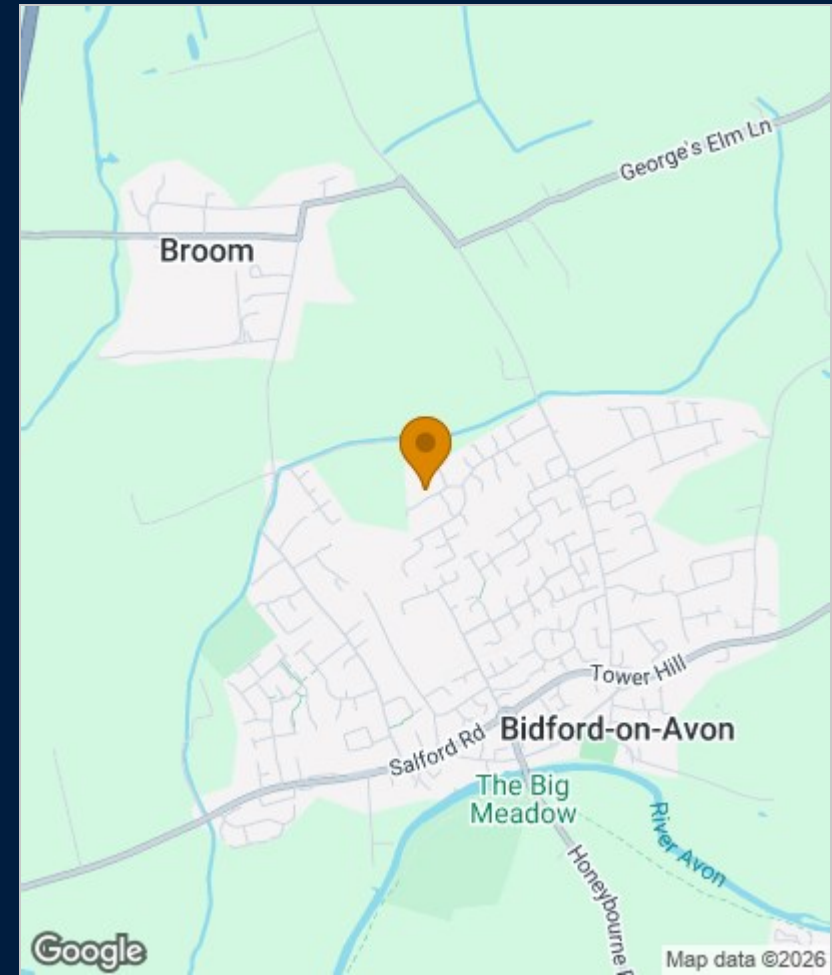 George's Elm Ln
Broom
Tower Hill
Bidford-on-Avon
Salford Rd
The Big
Meadow
River Avon
Honeybourne
Google
Map data ©2026